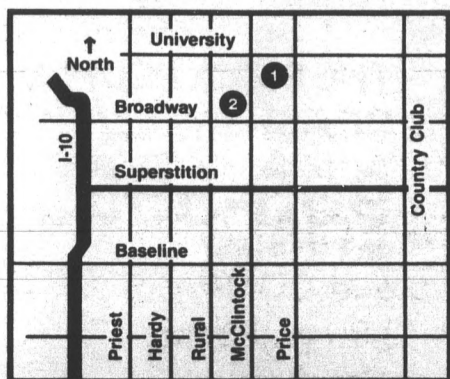 University
↑
North
1
2
Broadway
I-10
Superstition
Country Club
Baseline
Priest
Hardy
Rural
McClintock
Price